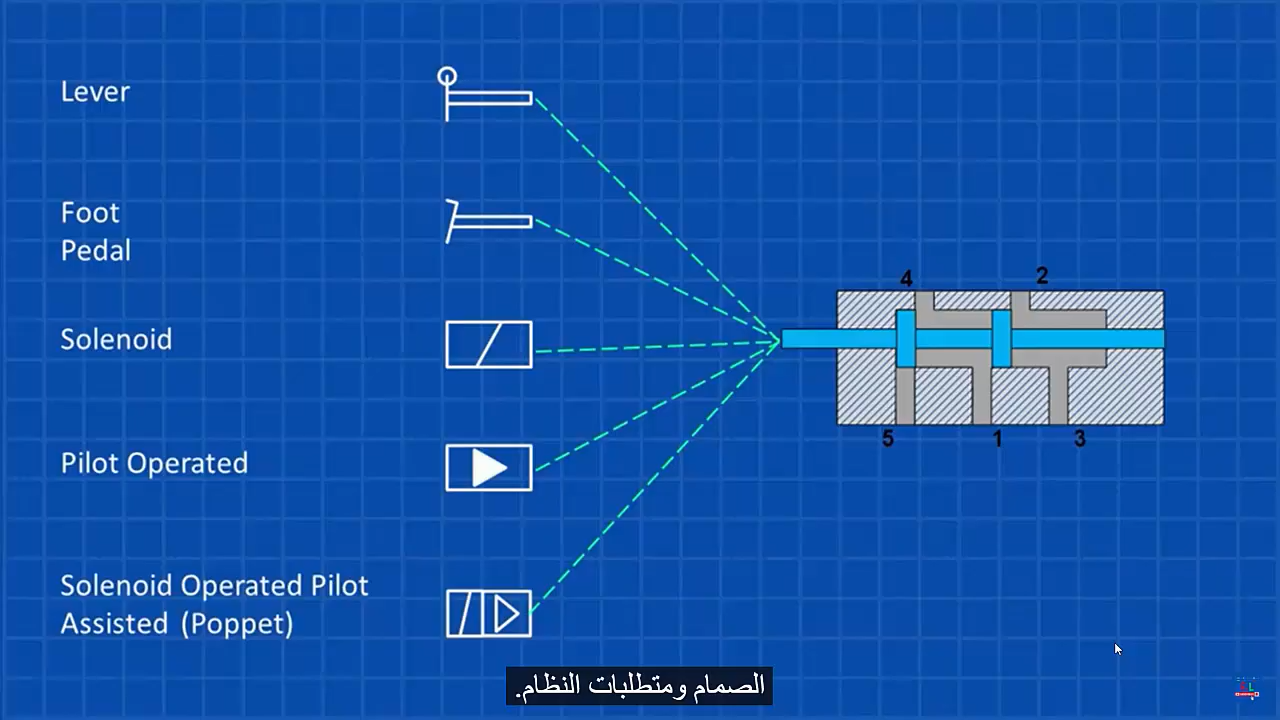 Lever
Foot
Pedal
Solenoid
Pilot Operated
Solenoid Operated Pilot
Assisted (Poppet)
4
2
5
1
3
الصمام ومتطلبات النظام.